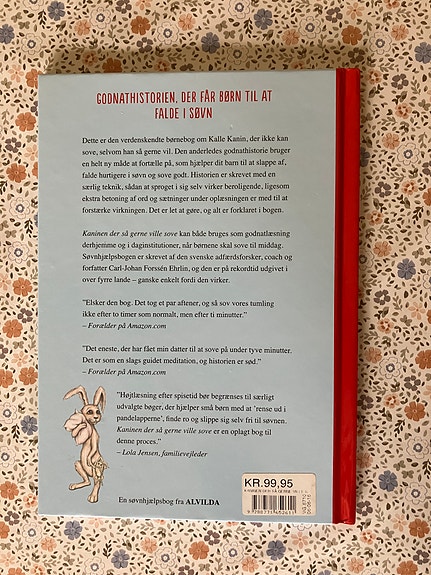 GODNATHISTORIEN, DER FÅR BØRN TIL AT
FALDE I SØVN
Dette er den verdenskendte børnebog om Kalle Kanin, der ikke kan
sove, selvom han så gerne vil. Den anderledes godnathistorie bruger
en helt ny måde at fortælle på, som hjælper dit barn til at slappe af,
falde hurtigere i søvn og sove godt. Historien er skrevet med en
særlig teknik, sådan at sproget i sig selv virker beroligende, ligesom
ekstra betoning af ord og sætninger under oplæsningen er med til at
forstærke virkningen. Det er let at gøre, og alt er forklaret i bogen.
Kaninen der så gerne ville sove kan både bruges som godnatlæsning
derhjemme og i daginstitutioner, når børnene skal sove til middag.
Søvnhjælpsbogen er skrevet af den svenske adfærdsforsker, coach og
forfatter Carl-Johan Forssén Ehrlin, og den er på rekordtid udgivet i
over fyrre lande – ganske enkelt fordi den virker.
"Elsker den bog. Det tog et par aftener, og så sov vores tumling
ikke efter to timer som normalt, men efter ti minutter."
– Forælder på Amazon.com
"Det eneste, der har fået min datter til at sove på under tyve minutter.
Det er som en slags guidet meditation, og historien er sød."
– Forælder på Amazon.com
"Højtlæsning efter spisetid bør begrænses til særligt
udvalgte bøger, der hjælper små børn med at 'rense ud i
pandelapperne', finde ro og slippe sig selv fri til søvnen.
Kaninen der så gerne ville sove er en oplagt bog til
denne proces."
– Lola Jensen, familievejleder
KR.99,95
En søvnhjælpsbog fra ALVILDA